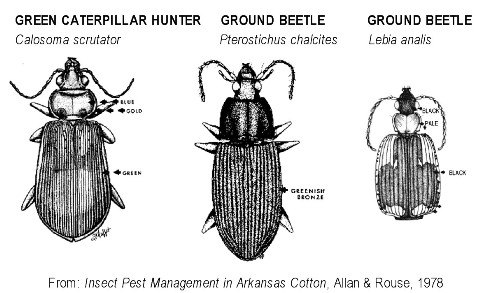 GREEN CATERPILLAR HUNTER
Calosoma scrutator
BLUE
GOLD
GREEN
GROUND BEETLE
Pterostichus chalcites
GREENISH
BRONZE
GROUND BEETLE
Lebia analis
BLACK
PALE
BLACK
From: Insect Pest Management in Arkansas Cotton, Allan & Rouse, 1978